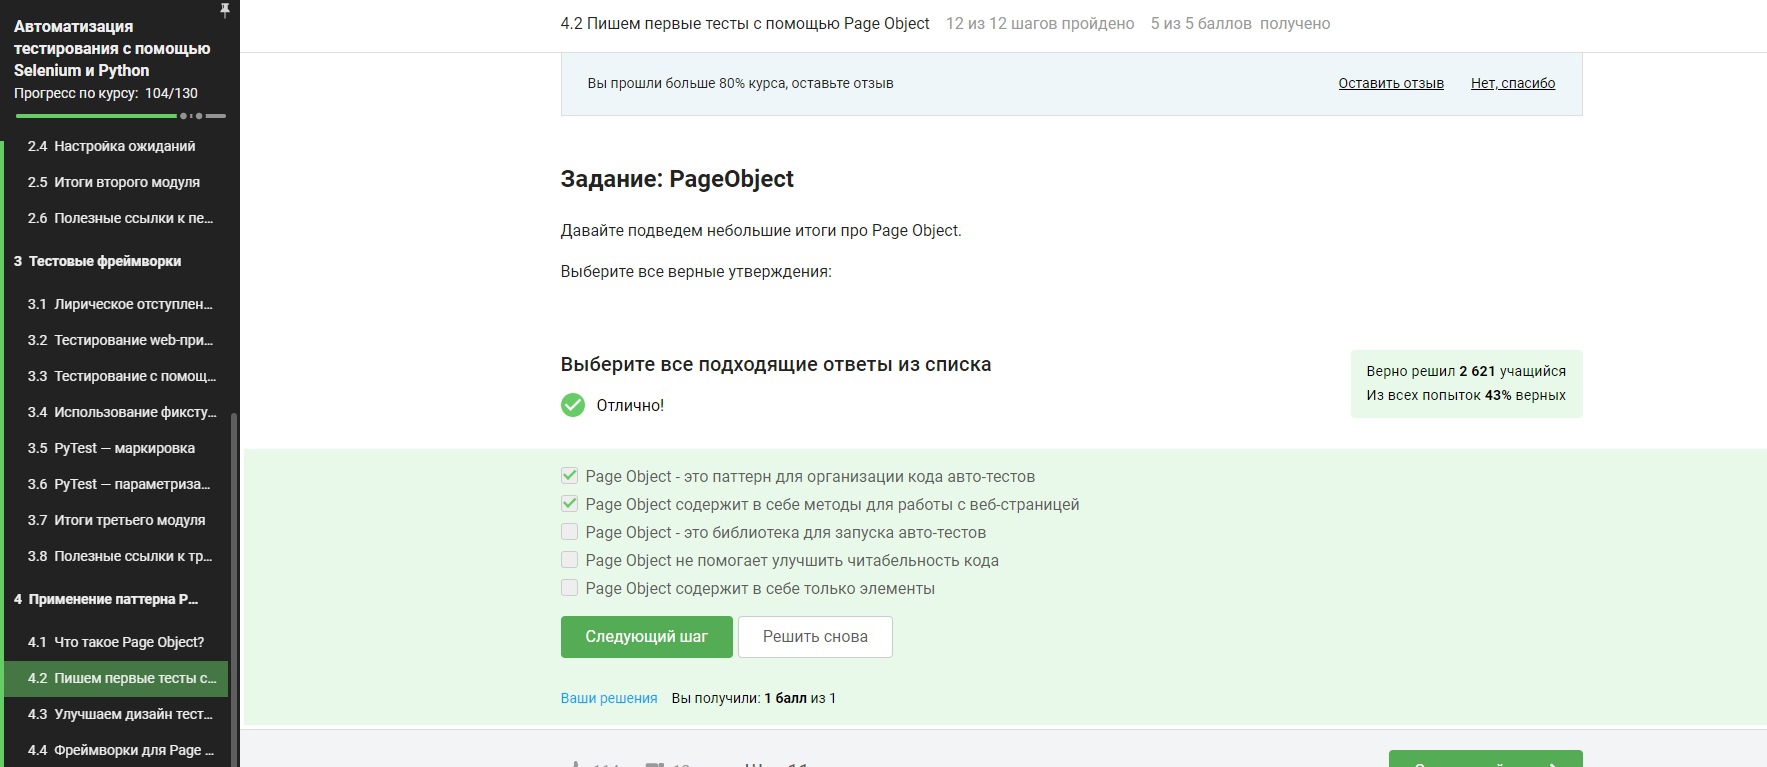 Автоматизация
тестирования с помощью
Selenium и Python
Прогресс по курсу: 104/130
2.4 Настройка ожиданий
2.5 Итоги второго модуля
2.6 Полезные ссылки к пе...
3 Тестовые фреймворки
3.1 Лирическое отступлен...
3.2 Тестирование web-при...
3.3 Тестирование с помощ...
3.4 Использование фиксту...
3.5 PyTest — маркировка
3.6 PyTest — параметриза...
3.7 Итоги третьего модуля
3.8 Полезные ссылки к тр...
4 Применение паттерна P...
4.1 Что такое Page Object?
4.2 Пишем первые тесты с...
4.3 Улучшаем дизайн тест...
4.4 Фреймворки для Page ...
4.2 Пишем первые тесты с помощью Page Object 12 из 12 шагов пройдено 5 из 5 баллов получено
Вы прошли больше 80% курса, оставьте отзыв Оставить отзыв Нет, спасибо
Задание: PageObject
Давайте подведем небольшие итоги про Page Object.
Выберите все верные утверждения:
Выберите все подходящие ответы из списка
Отлично!
Верно решил 2 621 учащийся
Из всех попыток 43% верных
Page Object - это паттерн для организации кода авто-тестов
Page Object содержит в себе методы для работы с веб-страницей
Page Object - это библиотека для запуска авто-тестов
Page Object не помогает улучшить читабельность кода
Page Object содержит в себе только элементы
Следующий шаг Решить снова
Ваши решения Вы получили: 1 балл из 1